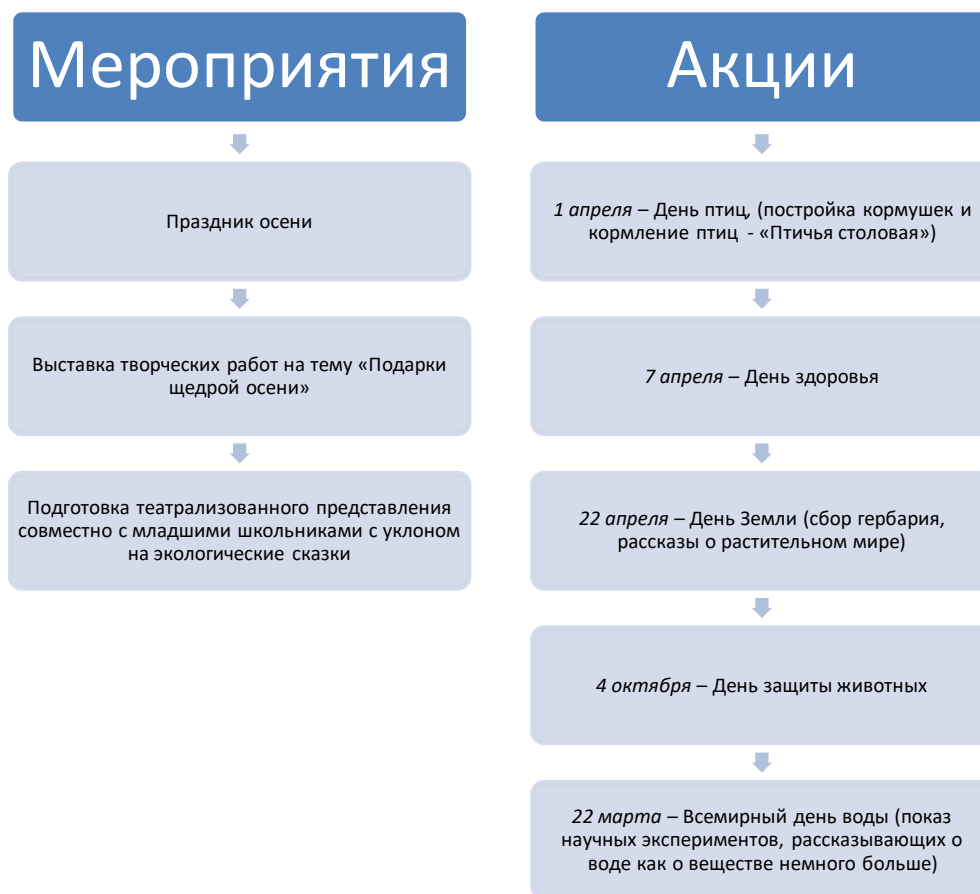 Мероприятия
Праздник осени
Выставка творческих работ на тему «Подарки
щедрой осени»
Подготовка театрализованного представления
совместно с младшими школьниками с уклоном
на экологические сказки
Акции
1 апреля – День птиц, (постройка кормушек и
кормление птиц - «Птичья столовая»)
7 апреля – День здоровья
22 апреля – День Земли (сбор гербария,
рассказы о растительном мире)
4 октября – День защиты животных
22 марта – Всемирный день воды (показ
научных экспериментов, рассказывающих о
воде как о веществе немного больше)